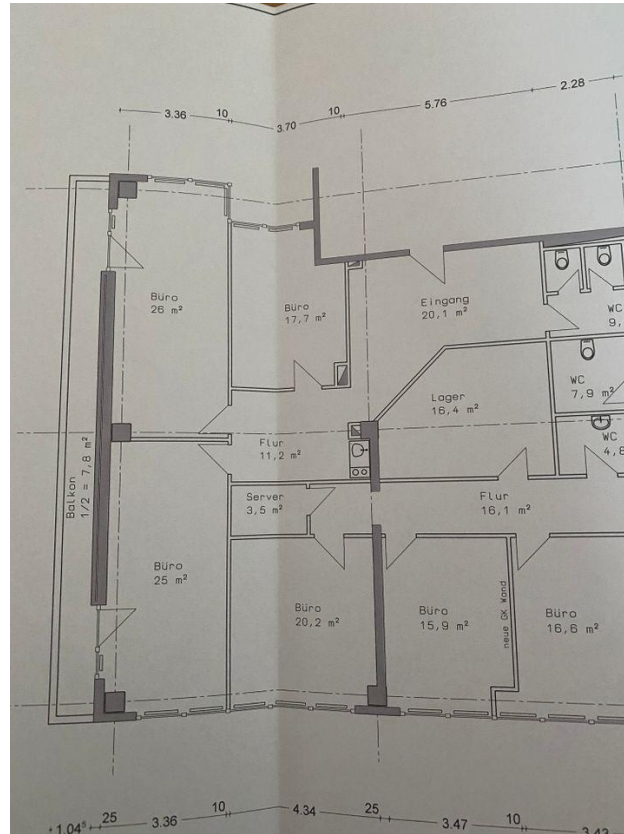 3.36
10
3.70
10
5.76
2.28
Büro
26 m²
Büro
17,7 m²
Eingang
20,1 m²
WC
9,
WC
7,9 m²
Lager
16,4 m²
WC
4,8
Flur
11,2 m²
Balkon
1/2 = 7,8 m²
Server
3,5 m²
Flur
16,1 m²
Büro
25 m²
Büro
20,2 m²
Büro
15,9 m²
neue GK Wand
Büro
16,6 m²
1.04⁵
25
3.36
10
4.34
25
3.47
10
3.43